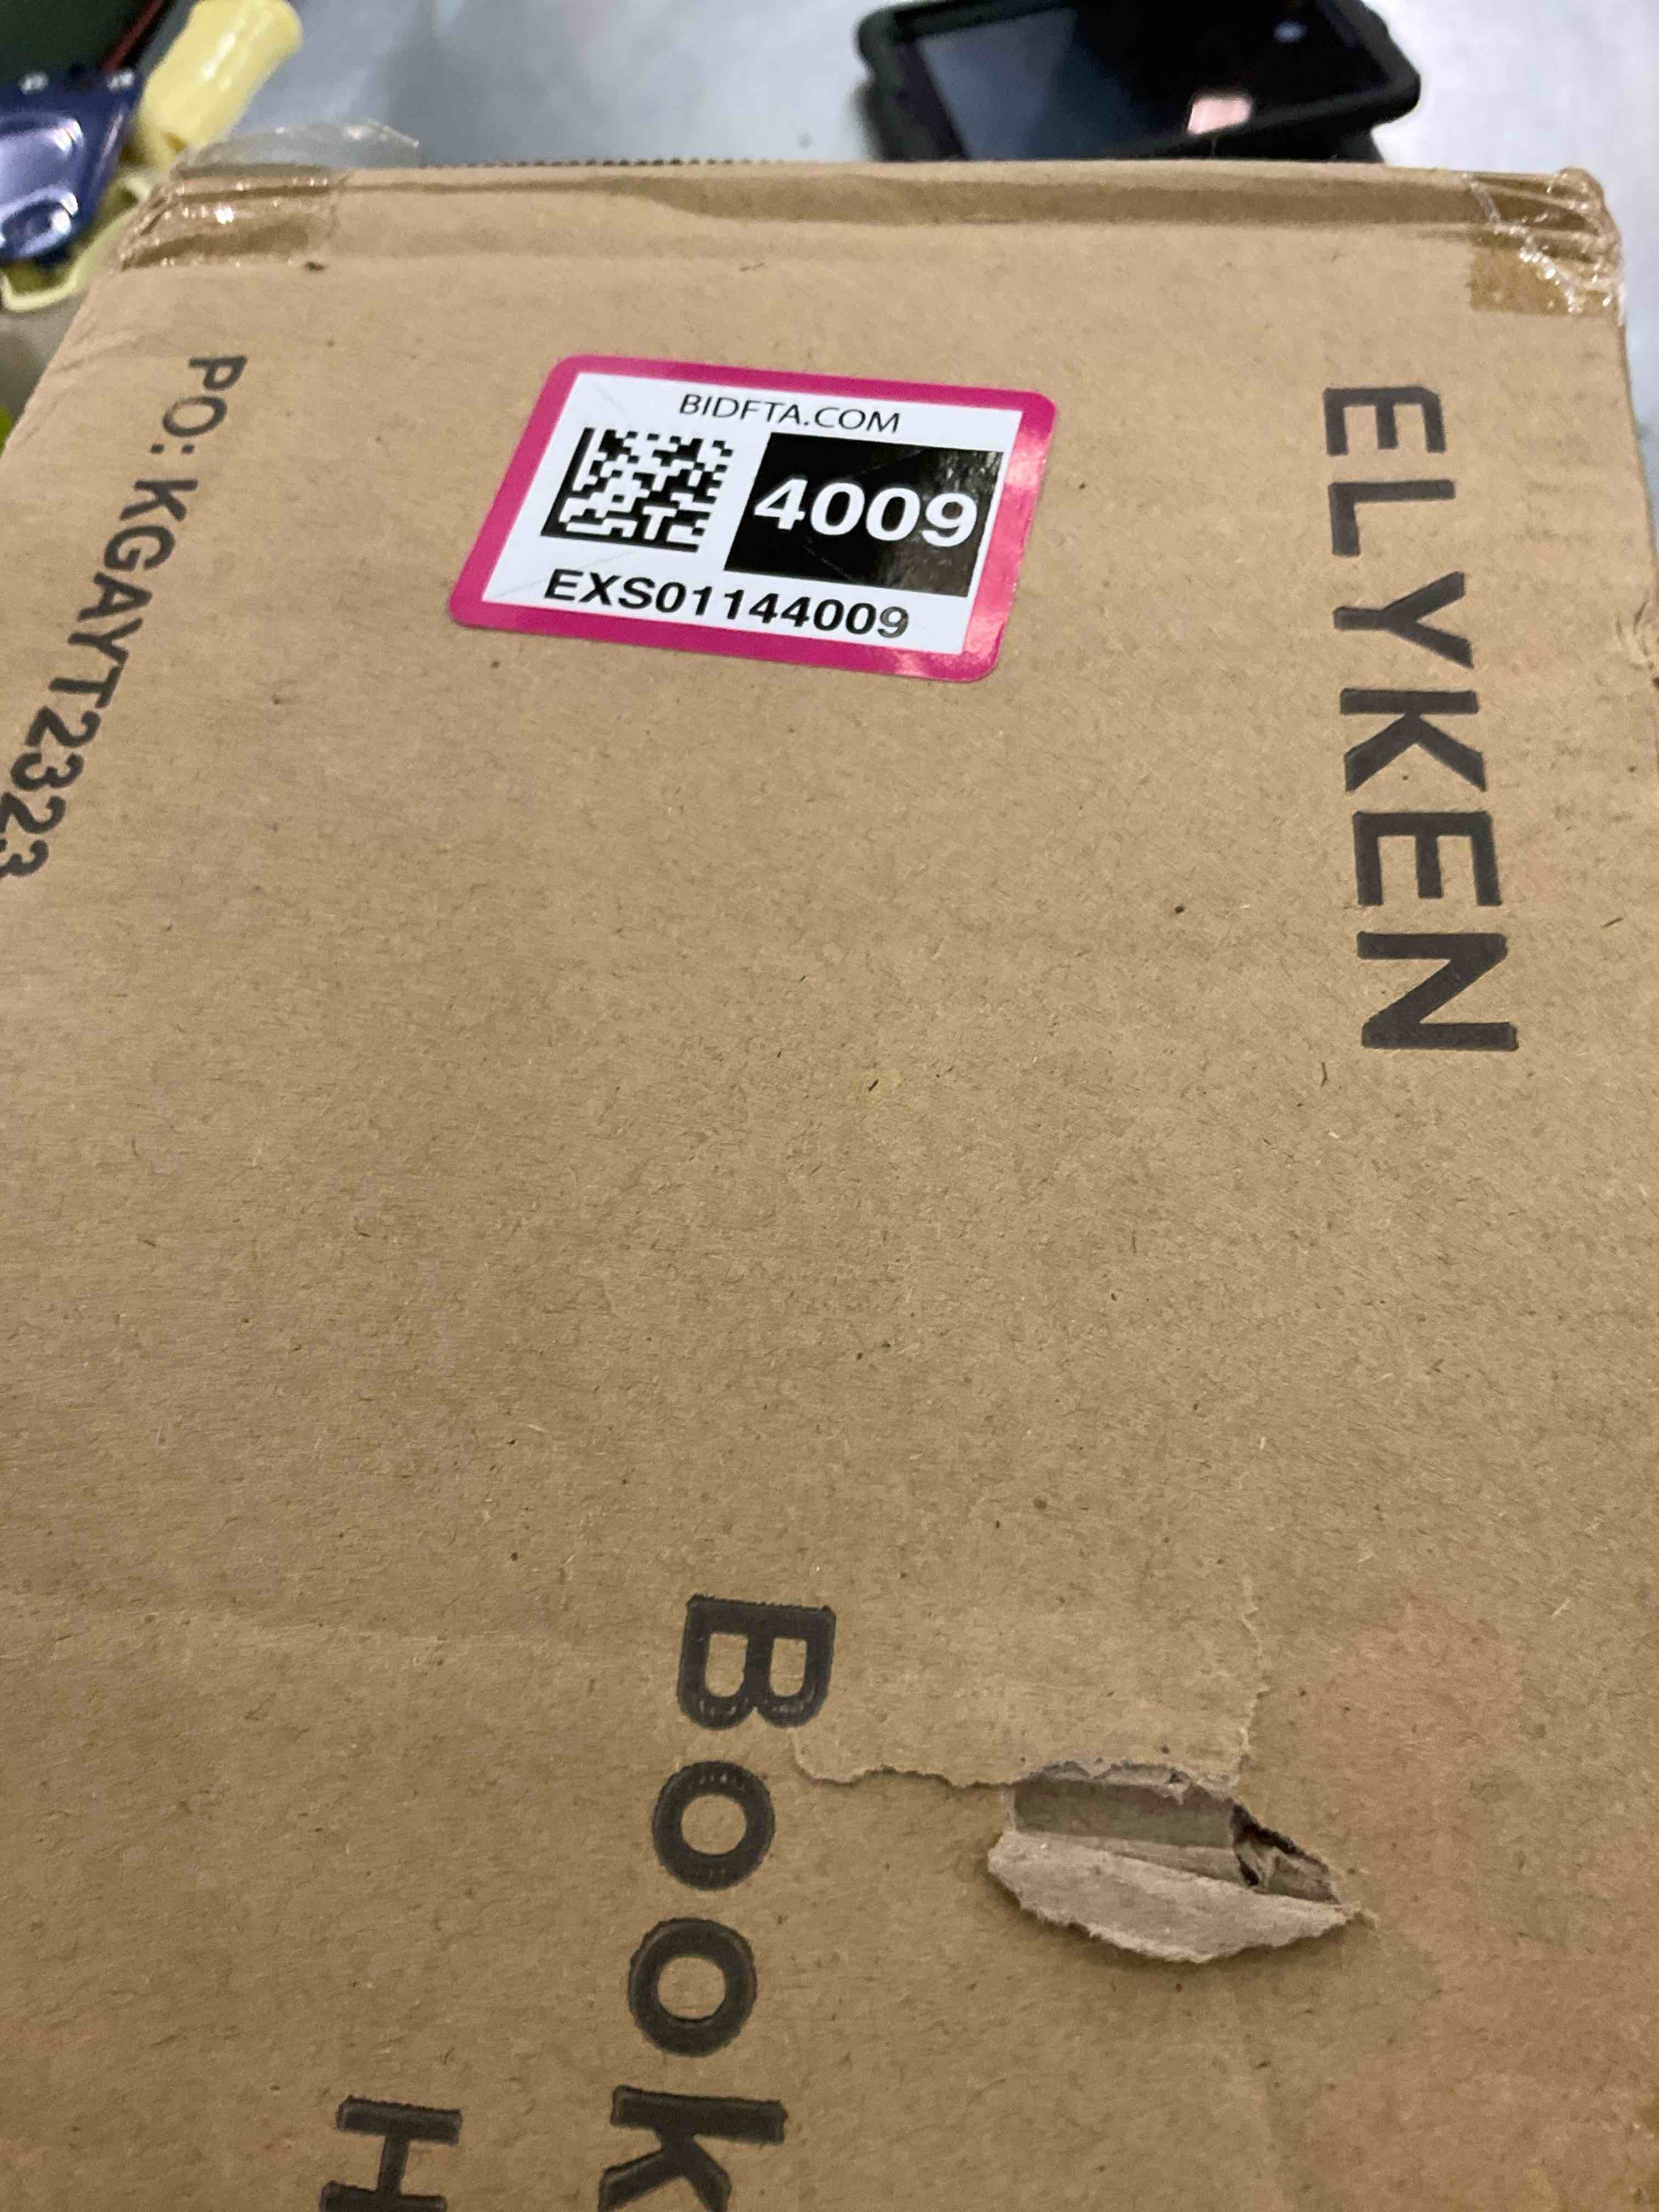 BIDFTA.COM
4009
EXS01144009
ELYKEN
Book
H
PO: KGAYT2323